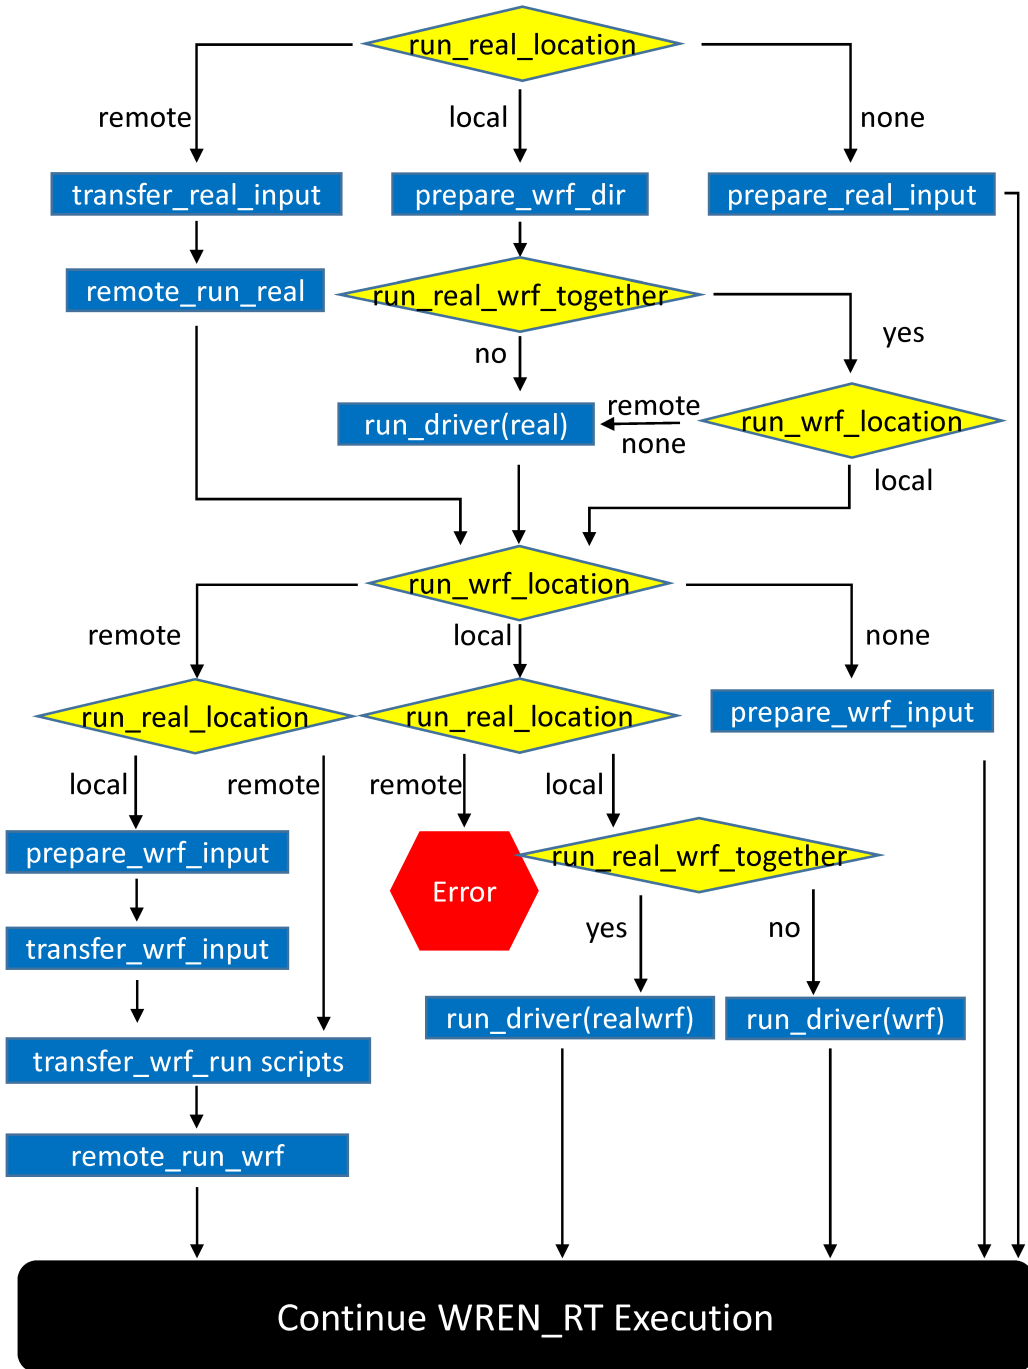 run_real_location
remote
local
none
transfer_real_input
prepare_wrf_dir
prepare_real_input
remote_run_real
run_real_wrf_together
yes
no
run_driver(real)
remote
none
run_wrf_location
local
run_wrf_location
remote
local
none
run_real_location
run_real_location
prepare_wrf_input
local
remote
remote
local
prepare_wrf_input
Error
run_real_wrf_together
transfer_wrf_input
yes
no
run_driver(realwrf)
run_driver(wrf)
transfer_wrf_run scripts
remote_run_wrf
Continue WREN_RT Execution